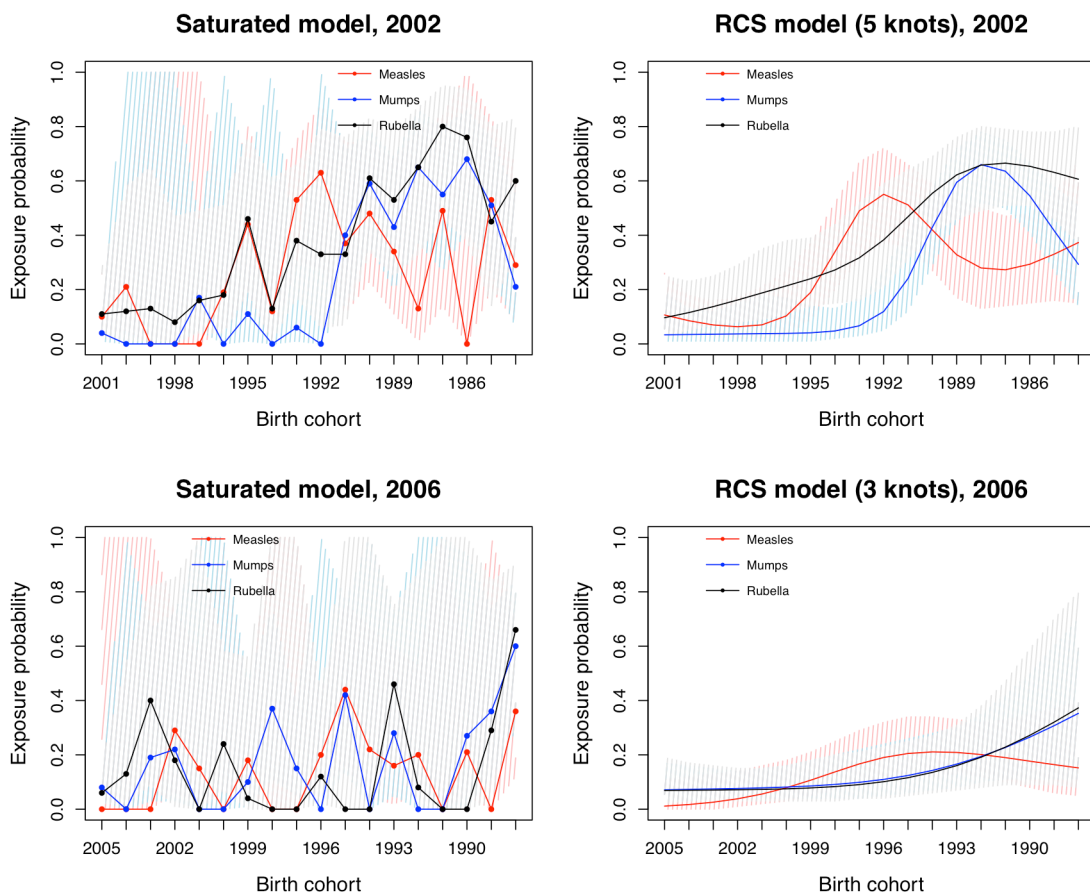 Saturated model, 2002
Exposure probability
1.0
0.8
0.6
0.4
0.2
0.0
Measles
Mumps
Rubella
2001 1998 1995 1992 1989 1986
Birth cohort
RCS model (5 knots), 2002
Exposure probability
1.0
0.8
0.6
0.4
0.2
0.0
Measles
Mumps
Rubella
2001 1998 1995 1992 1989 1986
Birth cohort
Saturated model, 2006
Exposure probability
1.0
0.8
0.6
0.4
0.2
0.0
Measles
Mumps
Rubella
2005 2002 1999 1996 1993 1990
Birth cohort
RCS model (3 knots), 2006
Exposure probability
1.0
0.8
0.6
0.4
0.2
0.0
Measles
Mumps
Rubella
2005 2002 1999 1996 1993 1990
Birth cohort